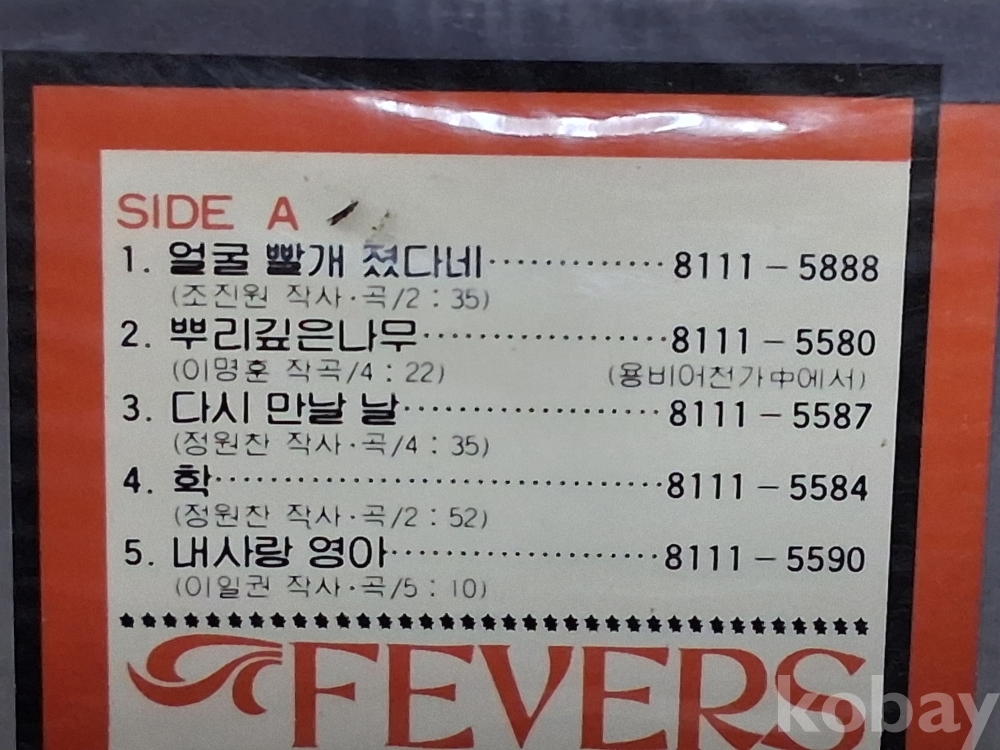 SIDE A
1. 얼굴 빨개 졌다네 8111-5888
(조진원 작사·곡/2:35)
2. 뿌리깊은나무 8111-5580
(이명훈 작곡/4:22) (용비어천가中에서)
3. 다시 만날 날 8111-5587
(정원찬 작사·곡/4:35)
4. 학 8111-5584
(정원찬 작사·곡/2:52)
5. 내사랑 영아 8111-5590
(이일권 작사·곡/5:10)
FEVERS
kobay